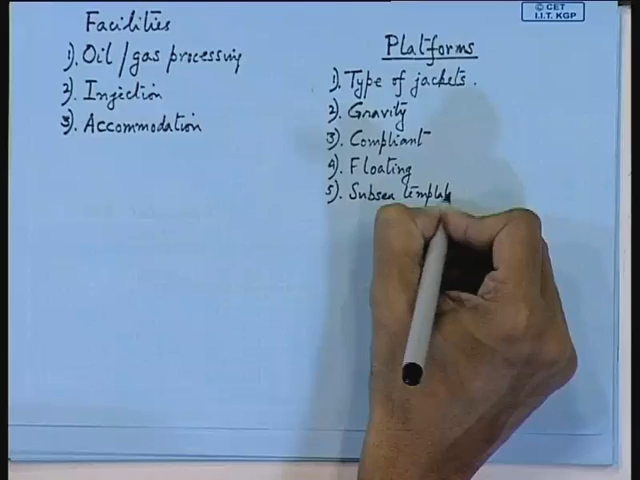 © CET
I.I.T. KGP
Facilities
1). Oil / gas processing
2). Injection
3). Accommodation
Platforms
1). Type of jackets.
2). Gravity
3). Compliant
4). Floating
5). Subsea